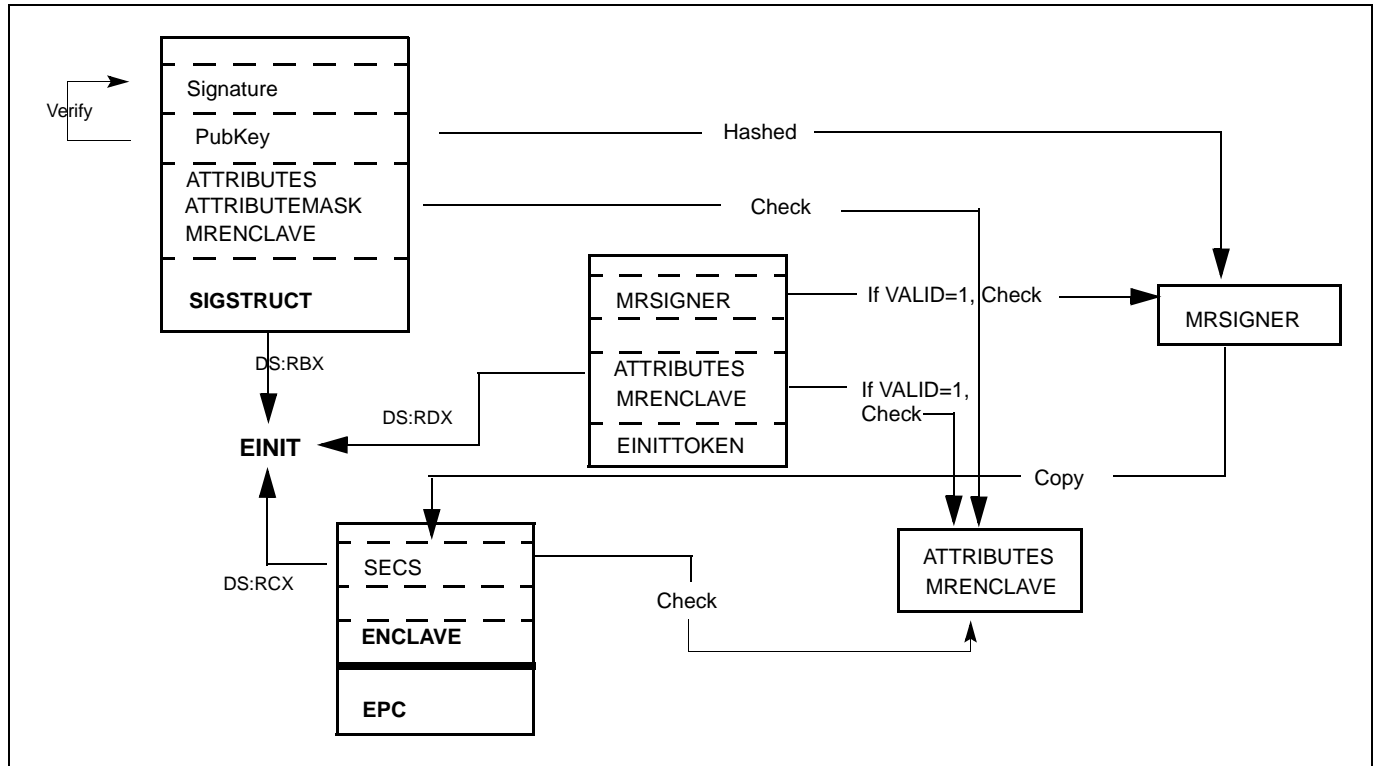 Signature
Verify
PubKey
Hashed
ATTRIBUTES
ATTRIBUTEMASK
MRENCLAVE
Check
SIGSTRUCT
MRSIGNER
If VALID=1, Check
MRSIGNER
DS:RBX
ATTRIBUTES
MRENCLAVE
If VALID=1,
Check
DS:RDX
EINIT
EINITTOKEN
Copy
SECS
DS:RCX
Check
ATTRIBUTES
MRENCLAVE
ENCLAVE
EPC